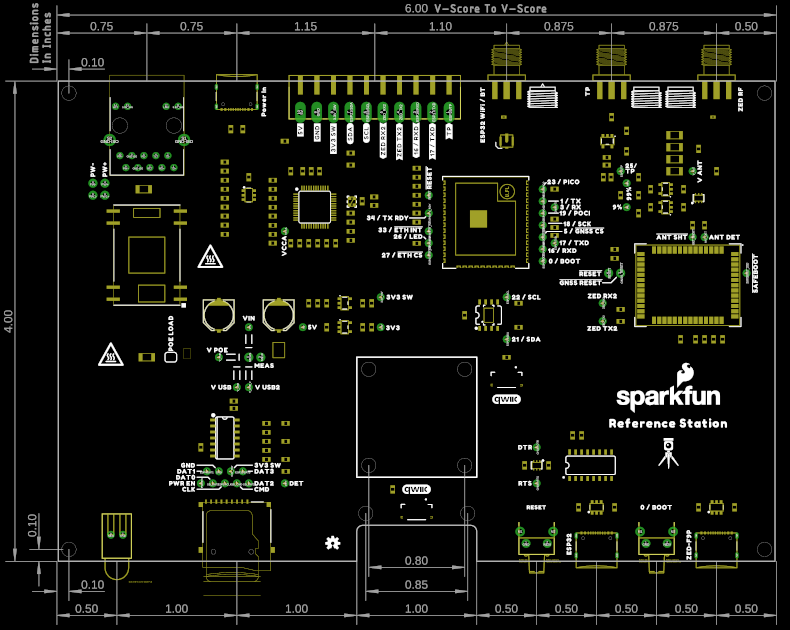 6.00 V-Score To V-Score
Dimensions
In Inches
0.75
0.75
1.15
1.10
0.875
0.875
0.50
0.10
Power In
ESP32 WiFi / BT
TP
ZED RF
5V
GND
3V3 SW
SDA
SCL
ZED RX2
ZED TX2
17 / TXD
TP
PW-
PW+
RESET
34 / TX RDY
33 / ETH INT
26 / LED
27 / ETH CS
VCCA
23 / PICO
1 / TX
3 / RX
19 / POCI
18 / SCK
5 / GNSS CS
17 / TXD
16 / RXD
0 / BOOT
25/
TP
99%
9%
V ANT
ANT SHT
ANT DET
SAFEBOOT
RESET
GNSS RESET
ZED RX2
ZED TX2
4.00
3V3 SW
3V3
5V
VIN
22 / SCL
21 / SDA
POE LOAD
V POE
MEAS
V USB
V USB2
qwiic
sparkfun
Reference Station
GND
DAT1
DAT0
PWR EN
CLK
3V3 SW
DAT3
DAT2
CMD
DET
qwiic
DTR
RTS
RESET
0 / BOOT
ESP32
ZED-F9P
0.10
0.10
0.80
0.85
0.50
1.00
1.00
1.00
0.50
0.50
0.50
0.50
0.50